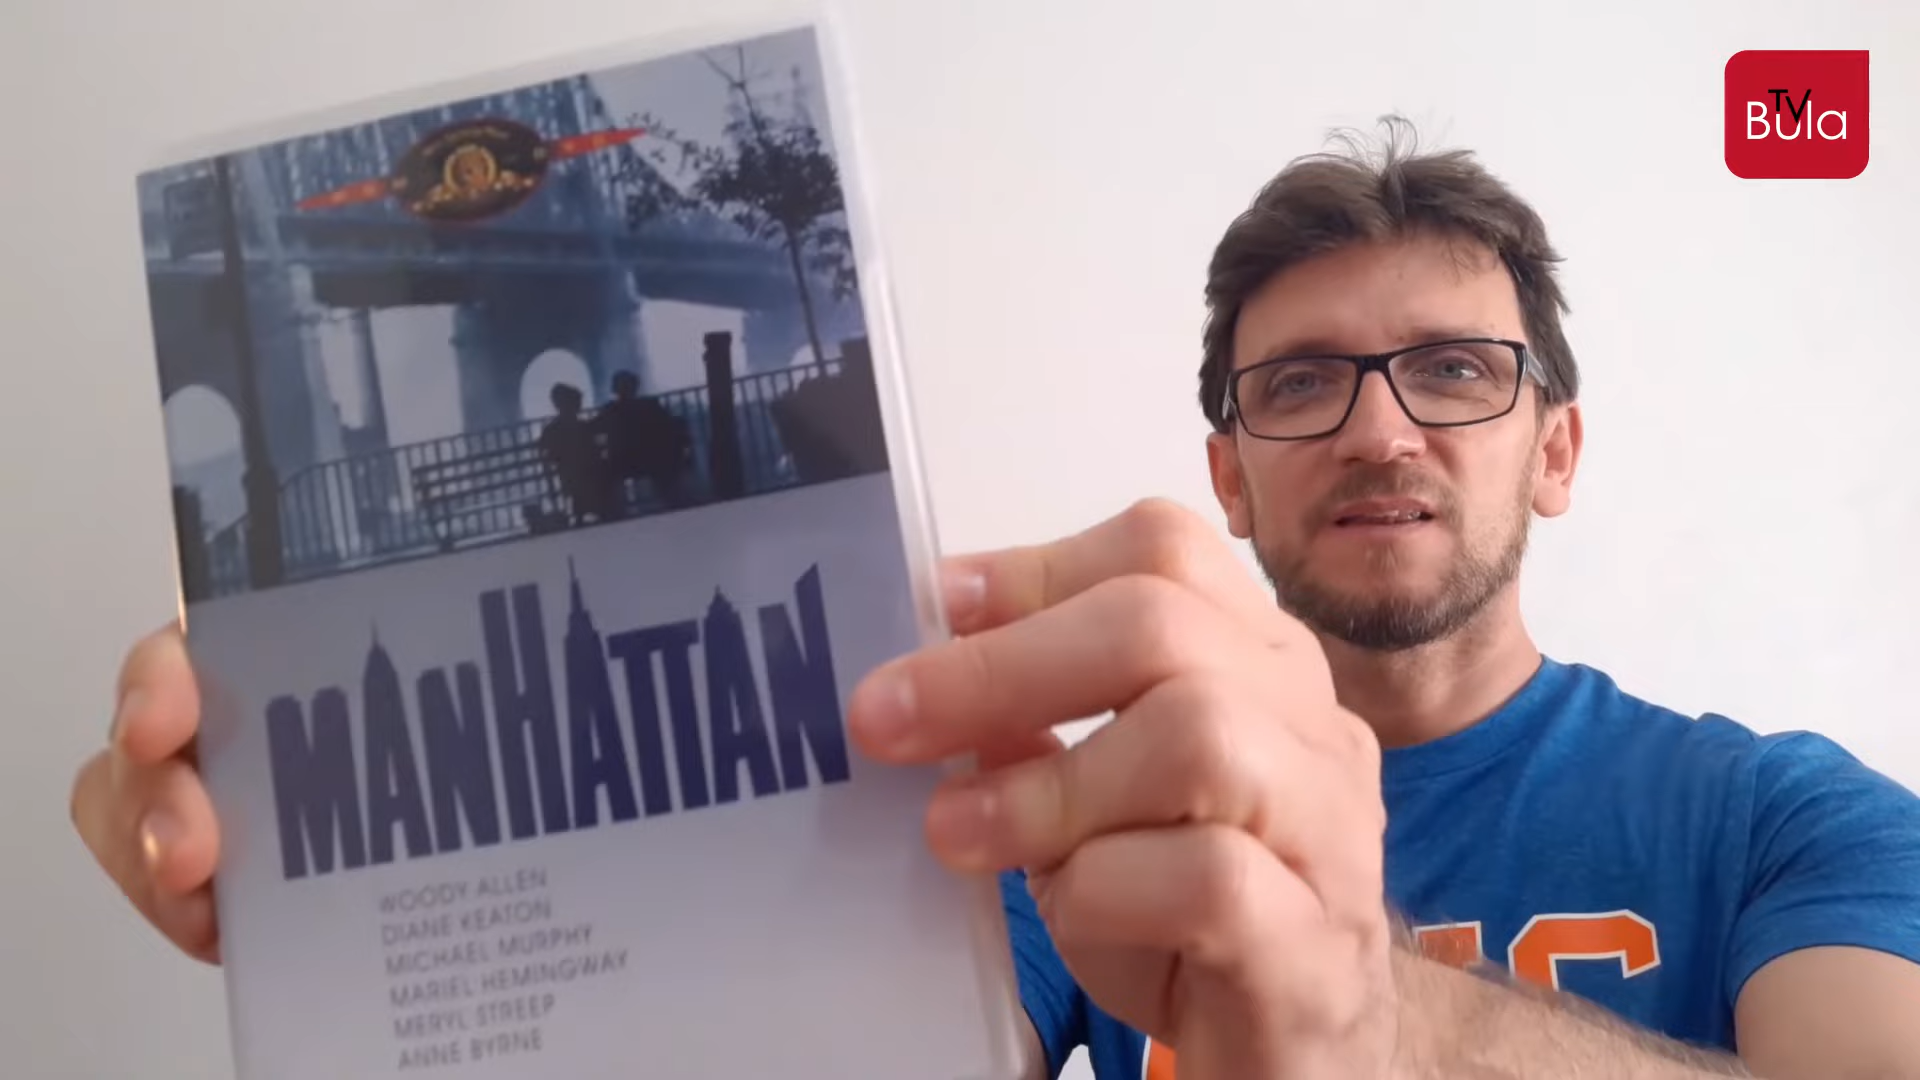 MANHATTAN
WOODY ALLEN
DIANE KEATON
MICHAEL MURPHY
MARIEL HEMINGWAY
MERYL STREEP
ANNE BYRNE
TV
Bula